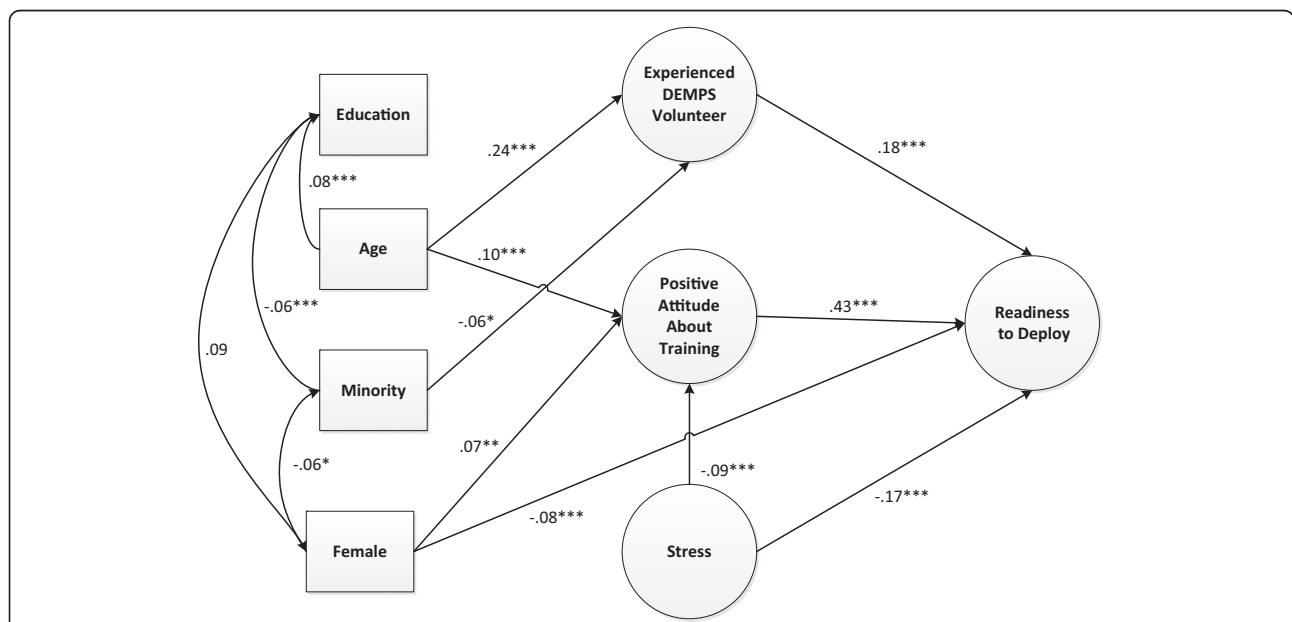 Education
Age
Minority
Female
Experienced
DEMPS
Volunteer
Positive
Attitude
About
Training
Stress
Readiness
to Deploy
.08***
-.06***
.09
-.06*
.24***
.10***
-.06*
.07**
-.08***
-.09***
.18***
.43***
-.17***